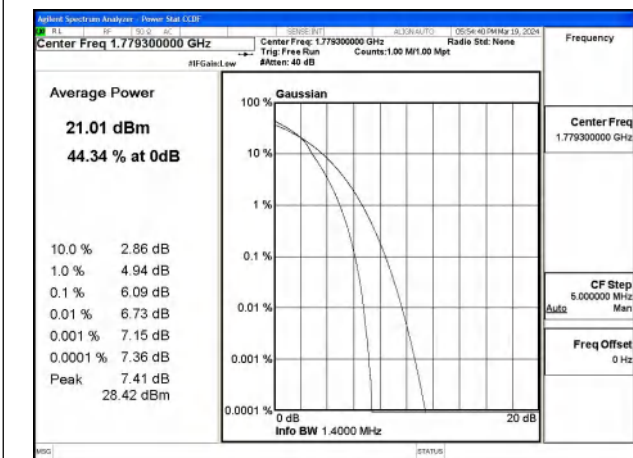 Agilent Spectrum Analyzer - Power Stat CCDF
RL RF 50 Ω AC SENSE:INT ALIGN AUTO 05:54:40 PM Mar 19, 2024
Center Freq 1.779300000 GHz
Center Freq: 1.779300000 GHz
Radio Std: None
Trig: Free Run Counts:1.00 M/1.00 Mpt
#IFGain:Low
#Atten: 40 dB
Frequency
Average Power
21.01 dBm
44.34 % at 0dB
10.0 % 2.86 dB
1.0 % 4.94 dB
0.1 % 6.09 dB
0.01 % 6.73 dB
0.001 % 7.15 dB
0.0001 % 7.36 dB
Peak 7.41 dB
28.42 dBm
Gaussian
100 %
10 %
1 %
0.1 %
0.01 %
0.001 %
0.0001 %
0 dB
20 dB
Info BW 1.4000 MHz
Center Freq
1.779300000 GHz
CF Step
5.000000 MHz
Auto Man
Freq Offset
0 Hz
MSG
STATUS